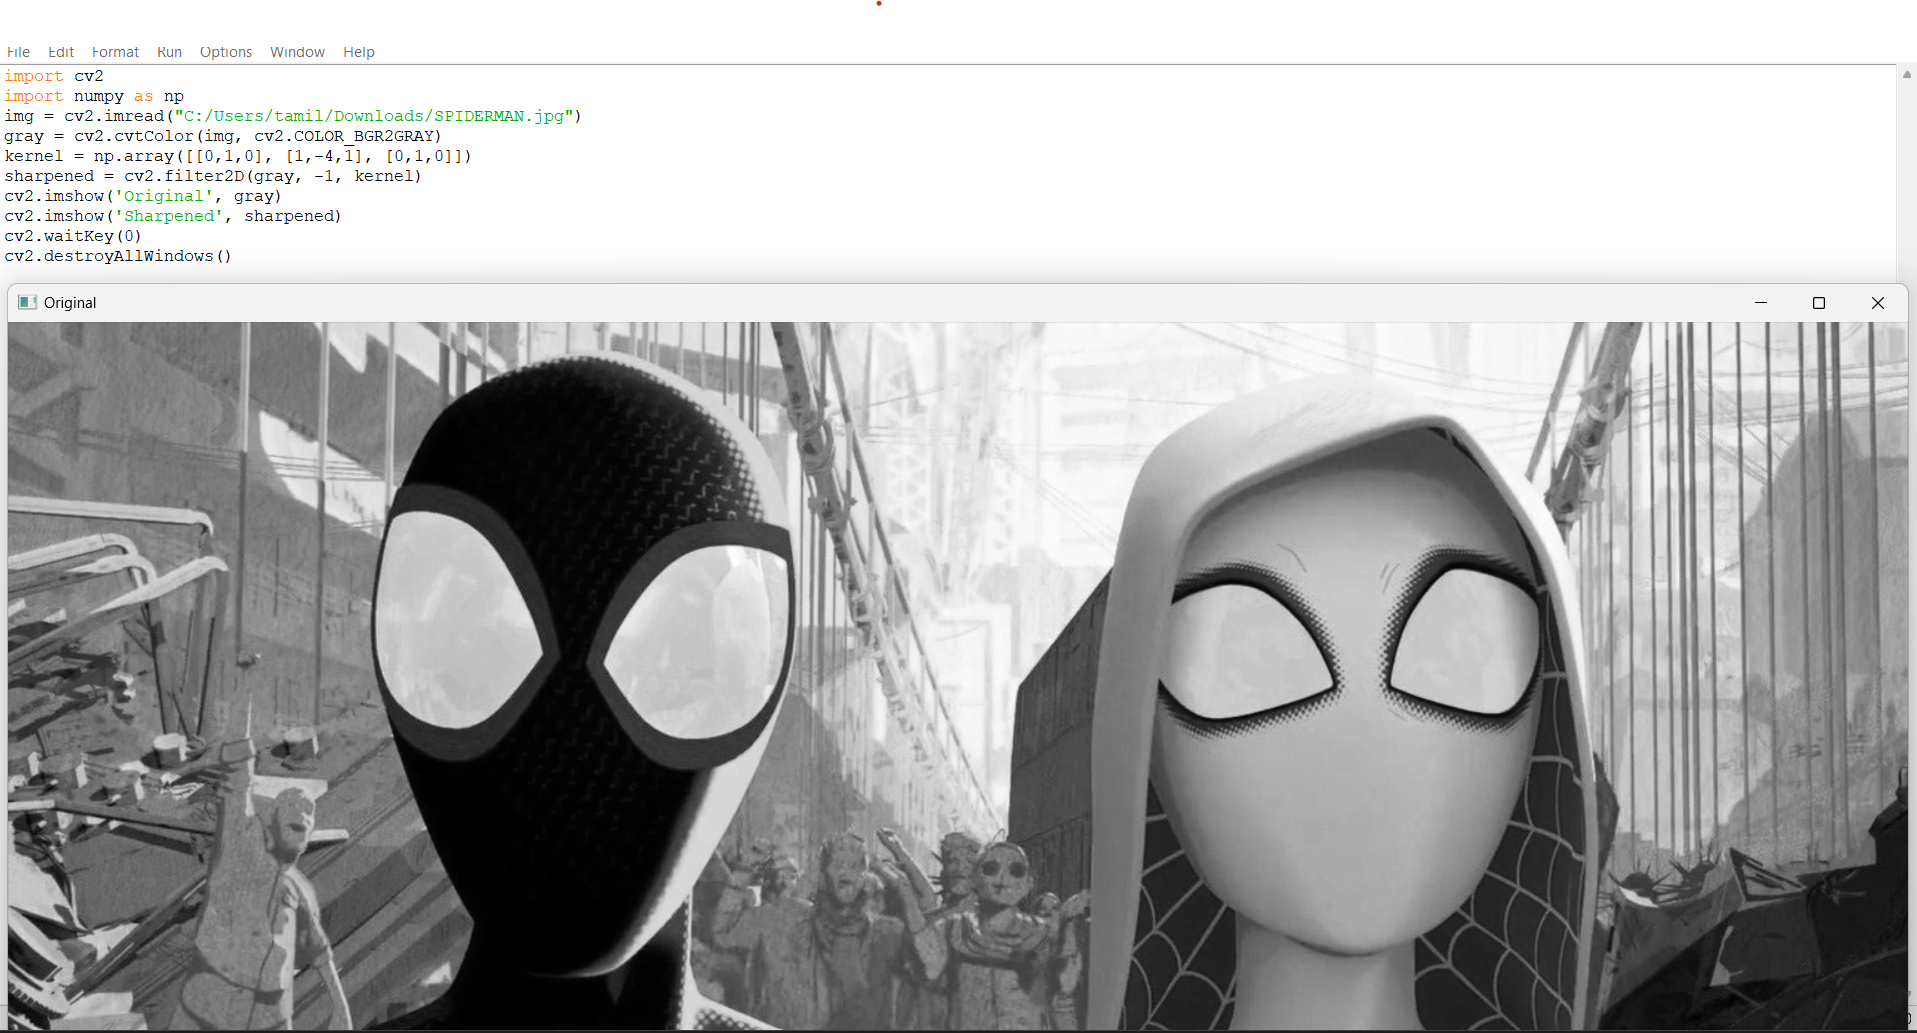 File Edit Format Run Options Window Help
import cv2
import numpy as np
img = cv2.imread("C:/Users/tamil/Downloads/SPIDERMAN.jpg")
gray = cv2.cvtColor(img, cv2.COLOR_BGR2GRAY)
kernel = np.array([[0,1,0], [1,-4,1], [0,1,0]])
sharpened = cv2.filter2D(gray, -1, kernel)
cv2.imshow('Original', gray)
cv2.imshow('Sharpened', sharpened)
cv2.waitKey(0)
cv2.destroyAllWindows()
Original